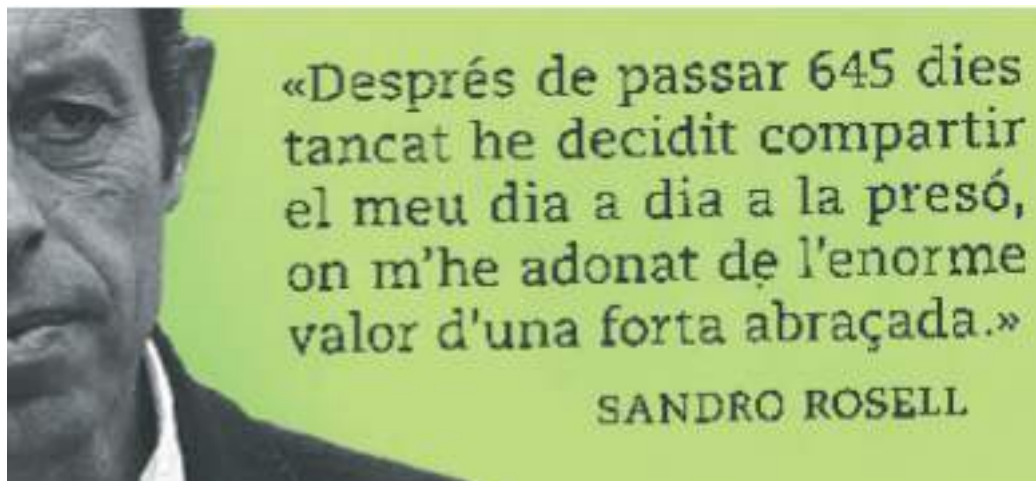 «Després de passar 645 dies
tancat he decidit compartir
el meu dia a dia a la presó,
on m'he adonat de l'enorme
valor d'una forta abraçada.»
SANDRO ROSELL